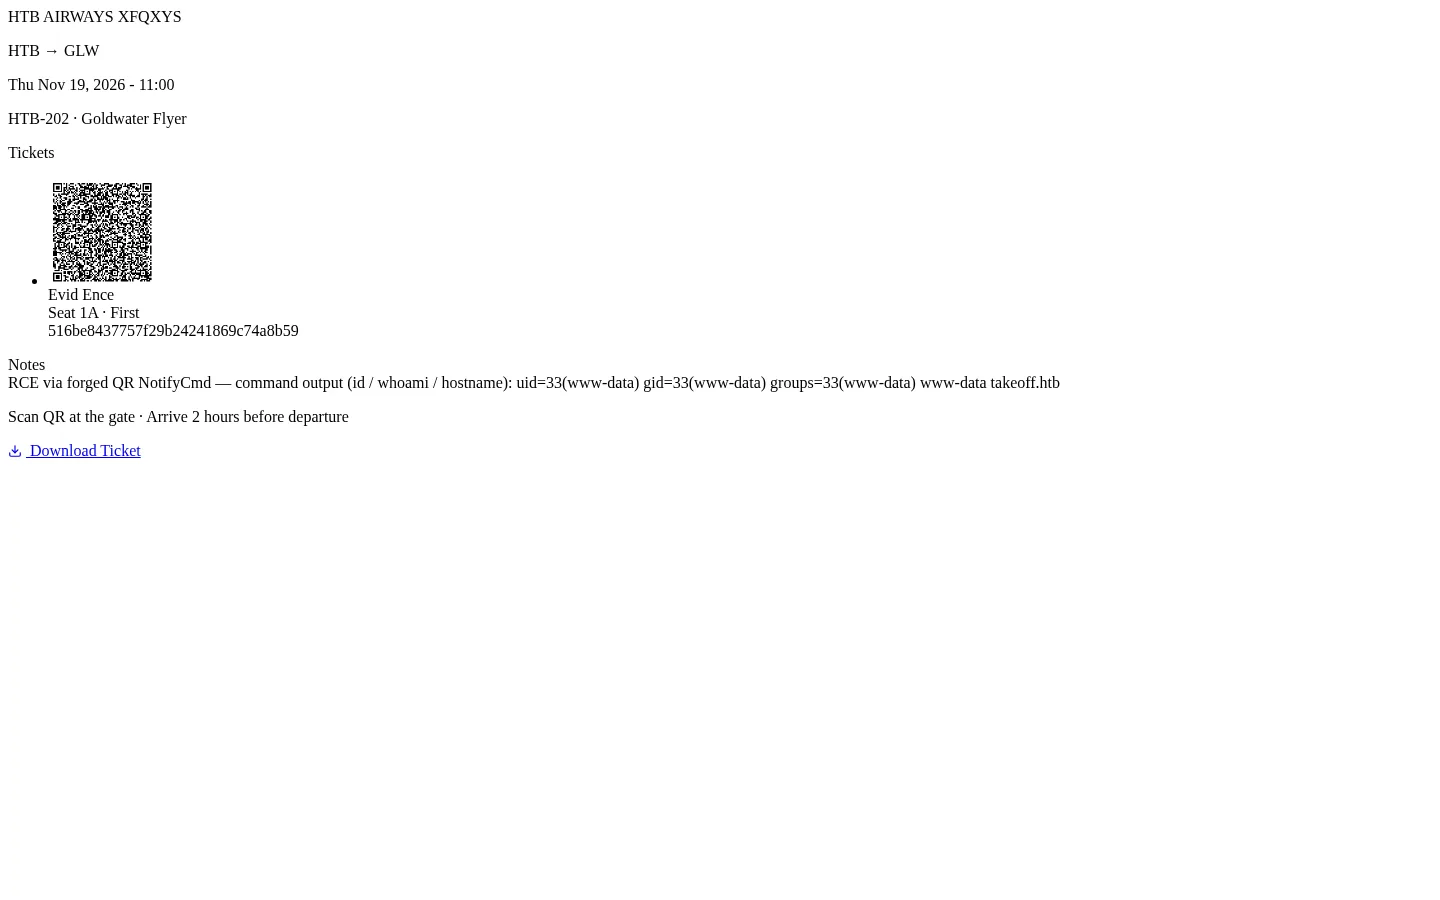 HTB AIRWAYS XFQXYS
HTB → GLW
Thu Nov 19, 2026 - 11:00
HTB-202 · Goldwater Flyer
Tickets
Evid Ence
Seat 1A · First
516be8437757f29b24241869c74a8b59
Notes
RCE via forged QR NotifyCmd — command output (id / whoami / hostname): uid=33(www-data) gid=33(www-data) groups=33(www-data) www-data takeoff.htb
Scan QR at the gate · Arrive 2 hours before departure
Download Ticket